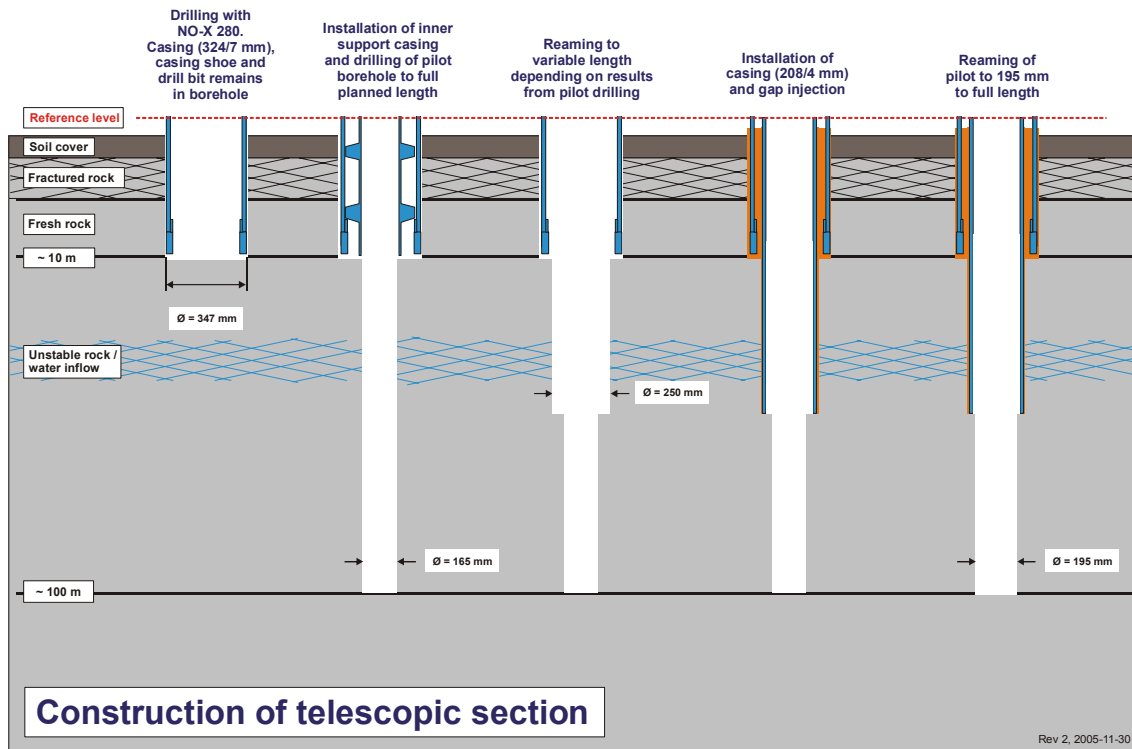 Drilling with
NO-X 280.
Casing (324/7 mm),
casing shoe and
drill bit remains
in borehole
Installation of inner
support casing
and drilling of pilot
borehole to full
planned length
Reaming to
variable length
depending on results
from pilot drilling
Installation of
casing (208/4 mm)
and gap injection
Reaming of
pilot to 195 mm
to full length
Reference level
Soil cover
Fractured rock
Fresh rock
~ 10 m
Ø = 347 mm
Unstable rock /
water inflow
Ø = 250 mm
Ø = 165 mm
Ø = 195 mm
~ 100 m
Construction of telescopic section
Rev 2, 2005-11-30